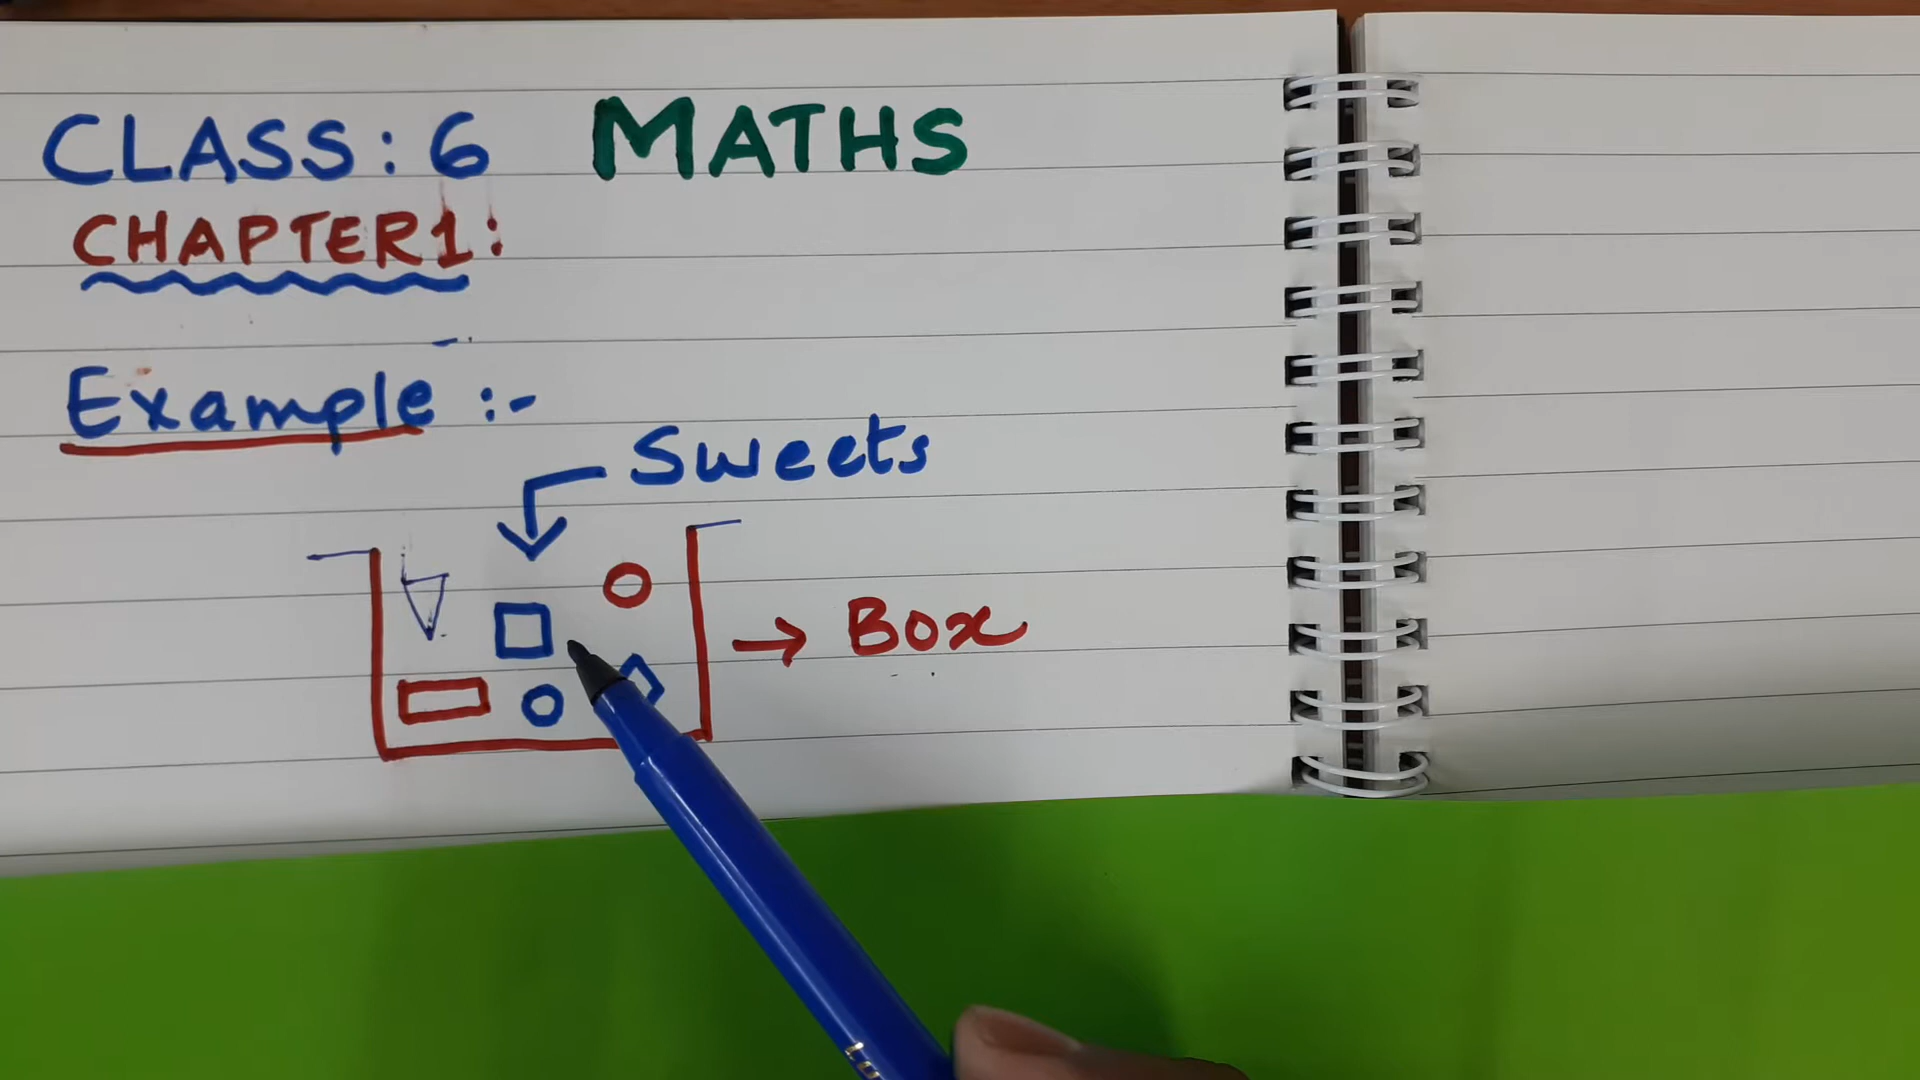 CLASS: 6 MATHS
CHAPTER1:
Example :-
Sweets
→ Box